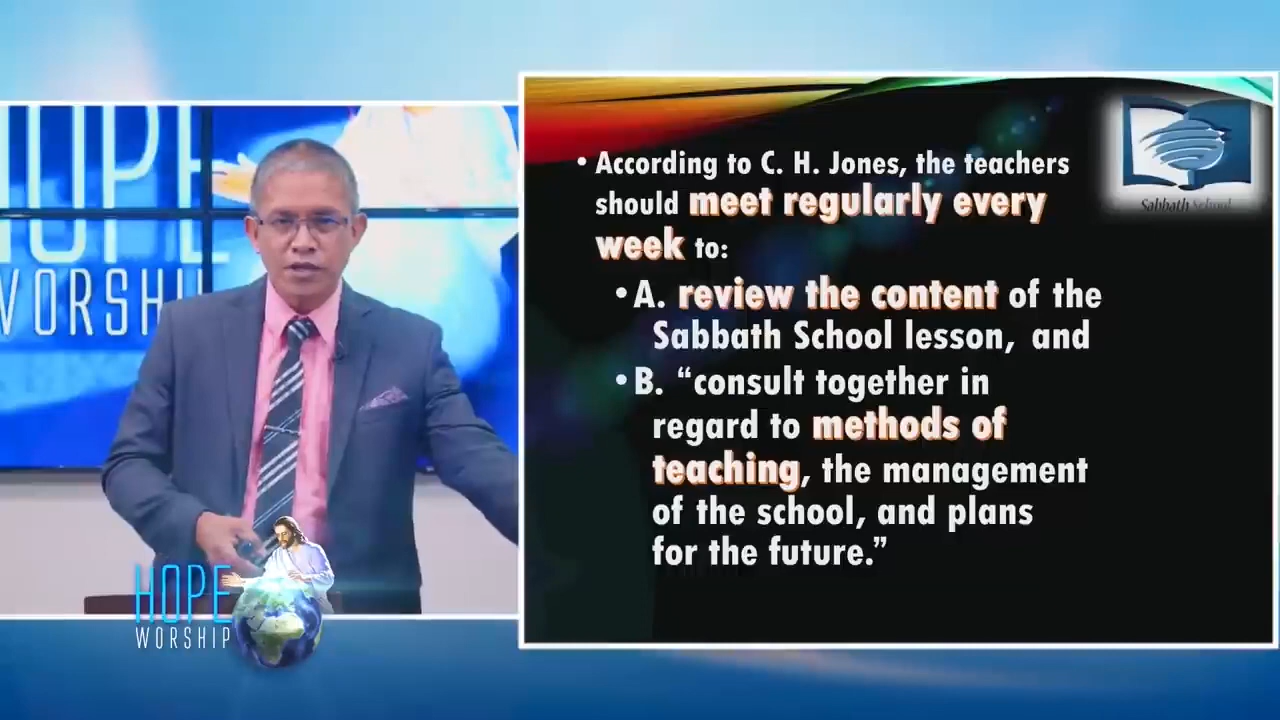 HOPE
WORSHIP
• According to C. H. Jones, the teachers
should meet regularly every
week to:
• A. review the content of the
Sabbath School lesson, and
• B. “consult together in
regard to methods of
teaching, the management
of the school, and plans
for the future.”
Sabbath School
HOPE
WORSHIP